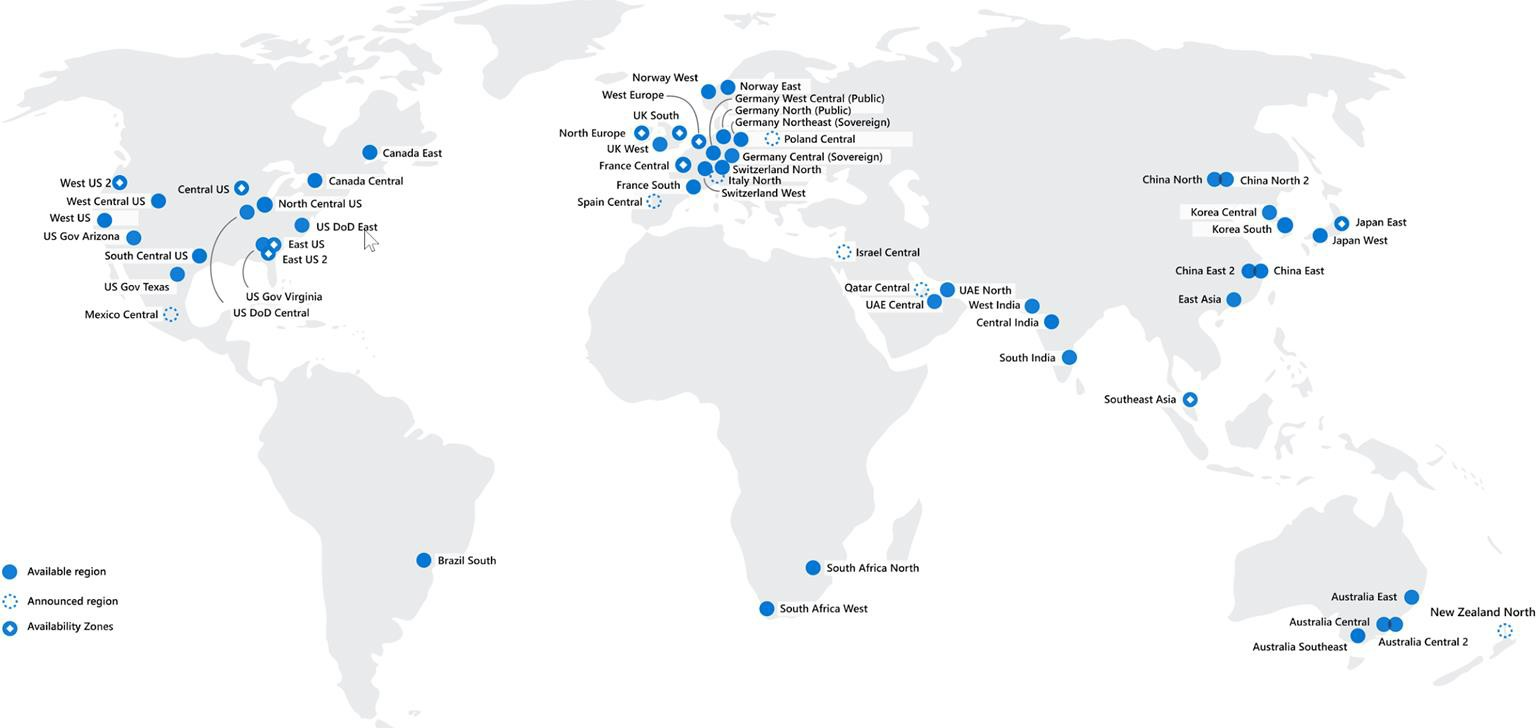 Norway West
Norway East
West Europe
Germany West Central (Public)
Germany North (Public)
UK South
Germany Northeast (Sovereign)
North Europe
Poland Central
UK West
Canada East
Germany Central (Sovereign)
France Central
Switzerland North
Canada Central
Italy North
West US 2
Central US
France South
Switzerland West
China North
China North 2
West Central US
North Central US
Spain Central
West US
Korea Central
US DoD East
Korea South
Japan East
US Gov Arizona
Japan West
East US
South Central US
East US 2
Israel Central
China East 2
China East
US Gov Texas
Qatar Central
UAE North
US Gov Virginia
UAE Central
West India
East Asia
Mexico Central
US DoD Central
Central India
South India
Southeast Asia
Brazil South
South Africa North
Available region
Announced region
South Africa West
Australia East
New Zealand North
Availability Zones
Australia Central
Australia Central 2
Australia Southeast